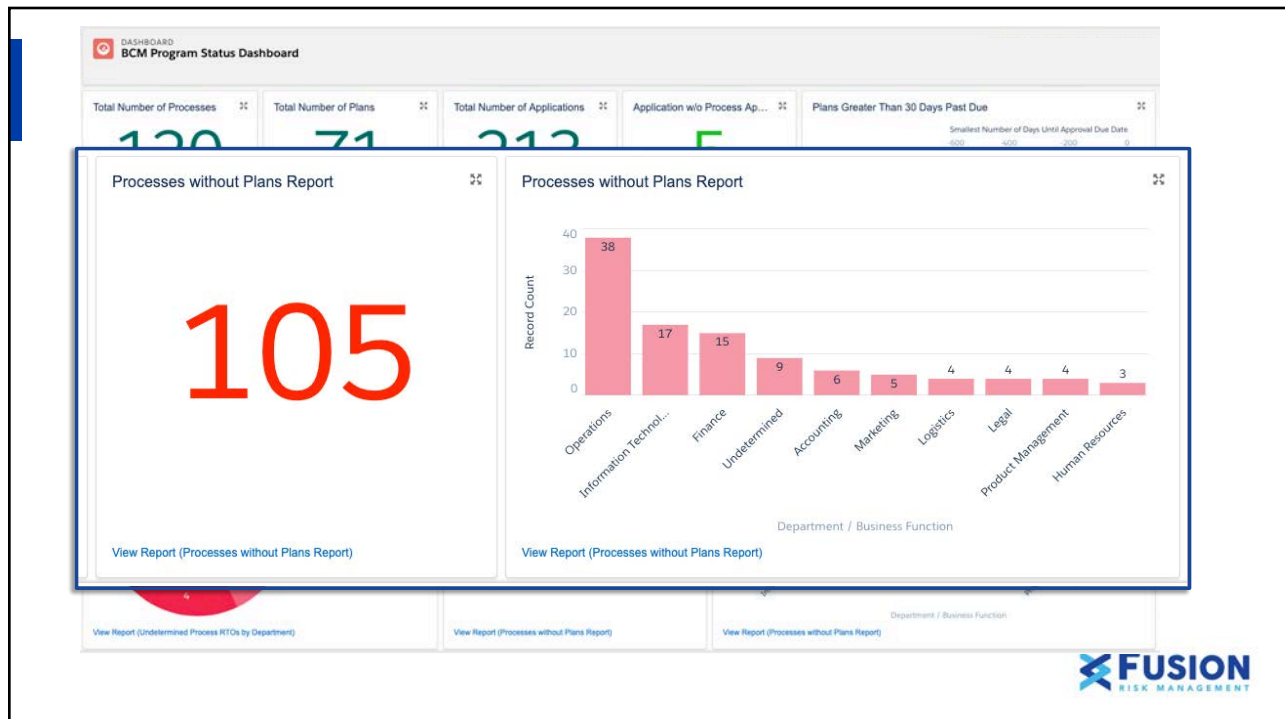 DASHBOARD
BCM Program Status Dashboard
Total Number of Processes
Total Number of Plans
Total Number of Applications
Application w/o Process Ap...
Plans Greater Than 30 Days Past Due
Smallest Number of Days Until Approval Due Date
-600 -400 -200 0
71
5
Processes without Plans Report
105
View Report (Processes without Plans Report)
Processes without Plans Report
Record Count
40
30
20
10
0
38
17
15
9
6
5
4
4
4
3
Operations
Information Technol...
Finance
Undetermined
Accounting
Marketing
Logistics
Legal
Product Management
Human Resources
Department / Business Function
View Report (Processes without Plans Report)
4
Department / Business Function
View Report (Undetermined Process RTOs by Department)
View Report (Processes without Plans Report)
View Report (Processes without Plans Report)
FUSION
RISK MANAGEMENT